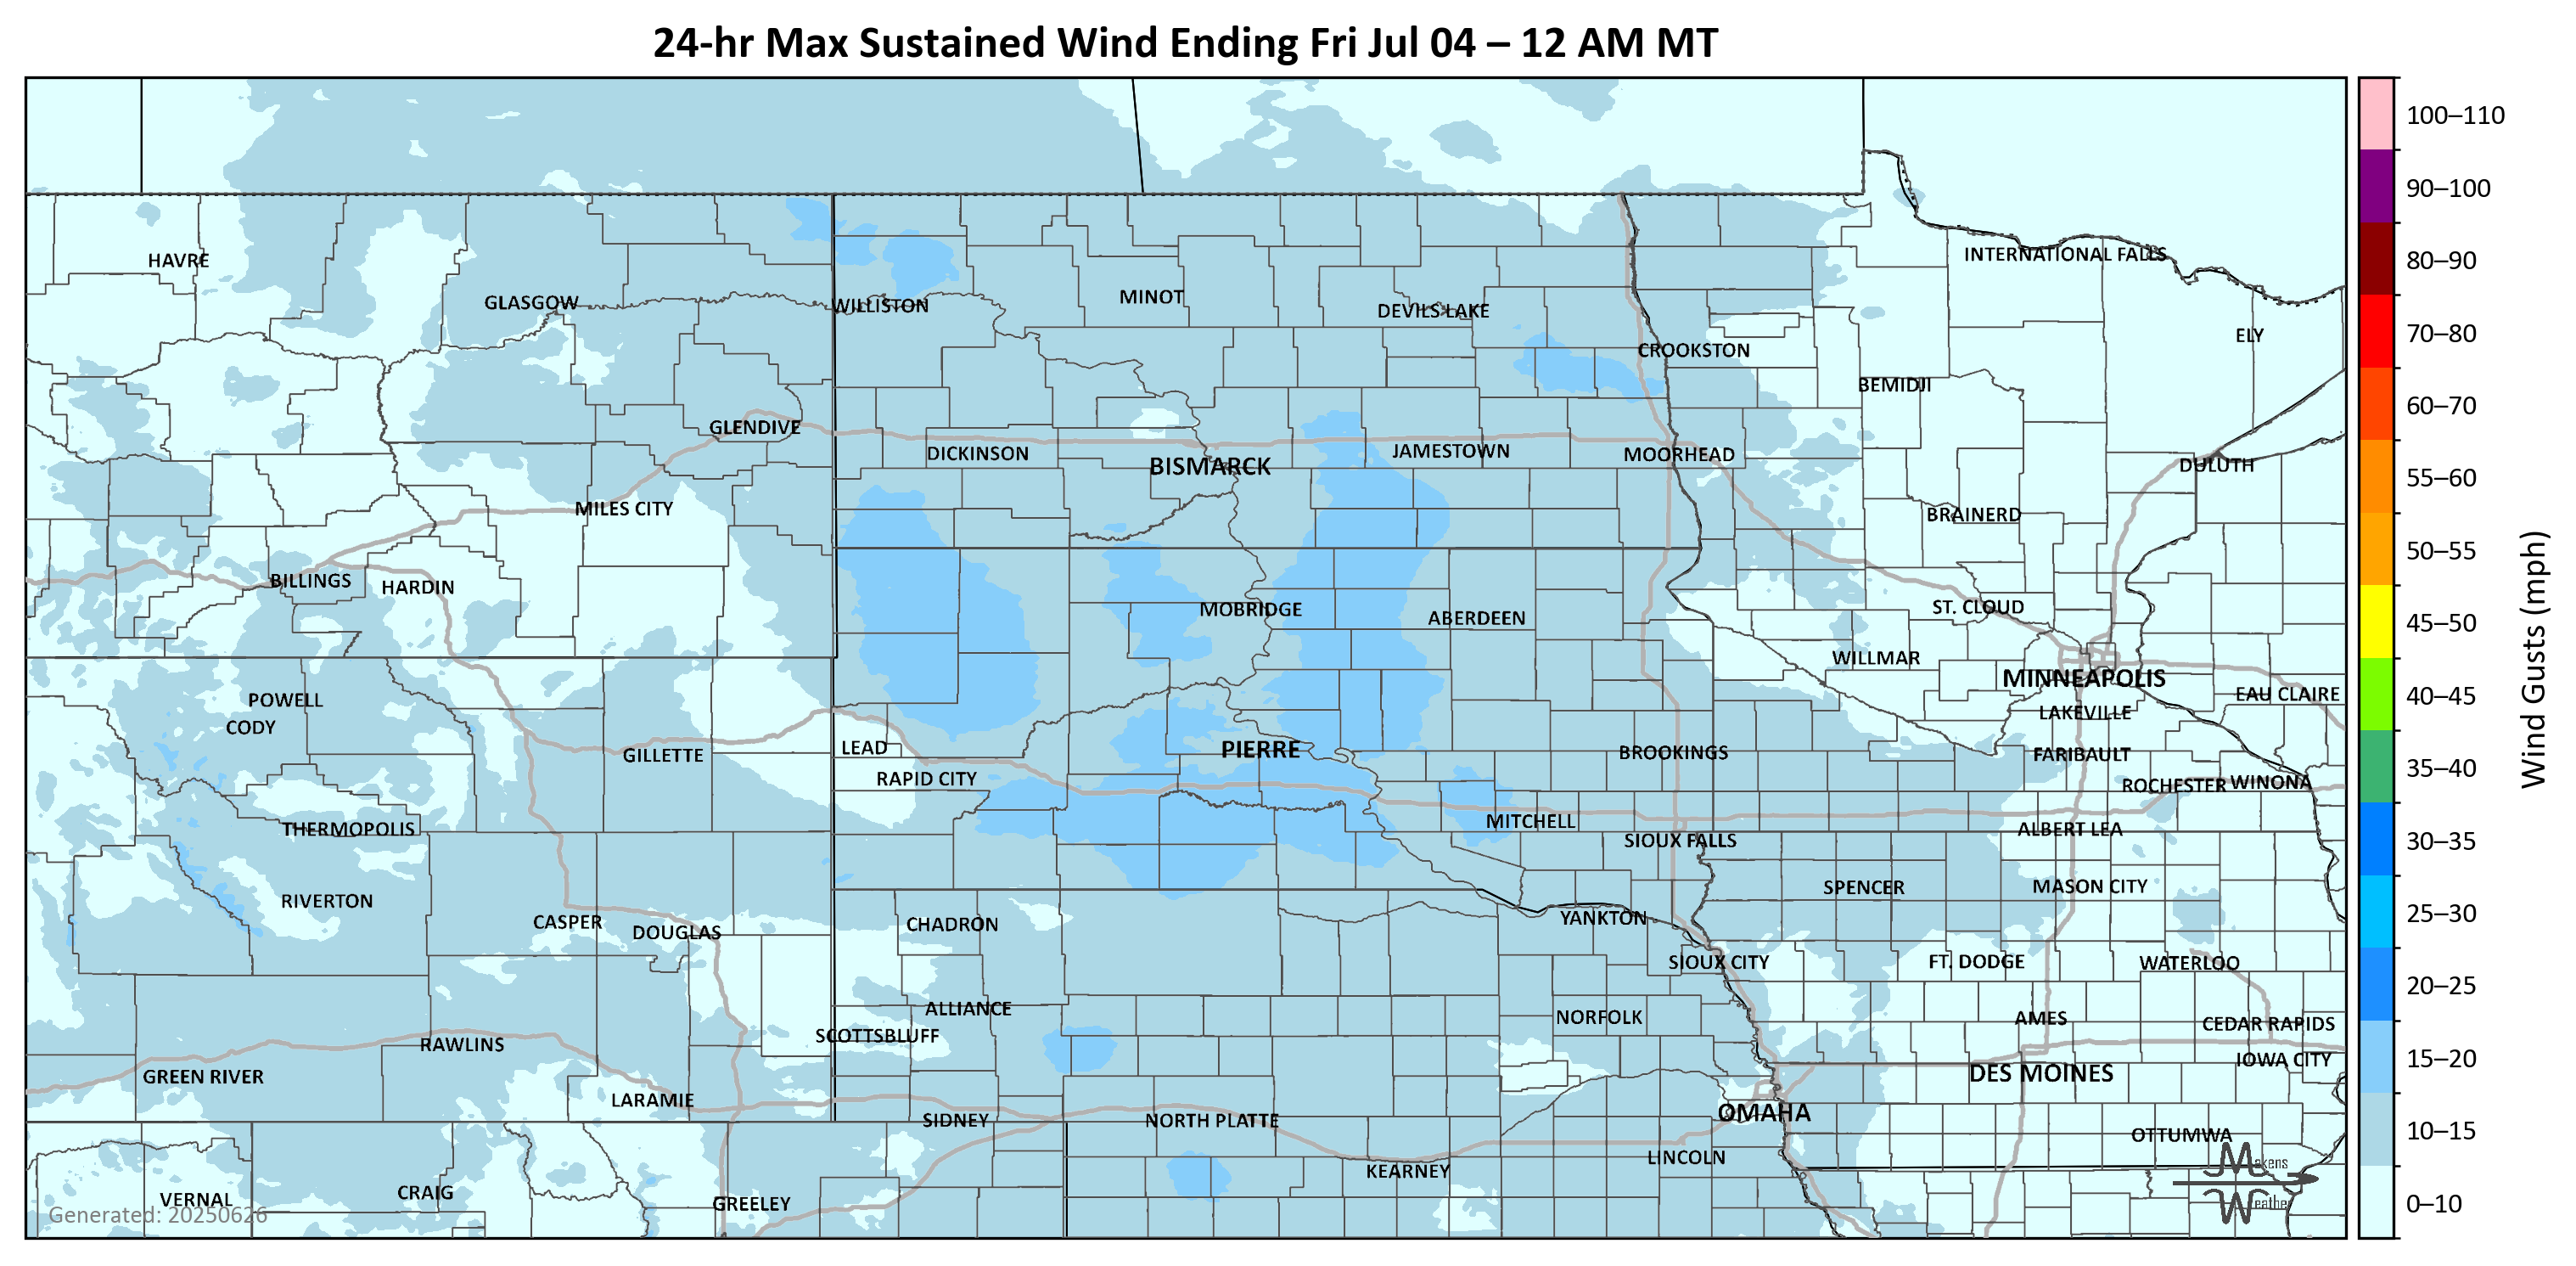 24-hr Max Sustained Wind Ending Fri Jul 04 – 12 AM MT
100–110
90–100
80–90
70–80
60–70
55–60
50–55
45–50
40–45
35–40
30–35
25–30
20–25
15–20
10–15
0–10
Wind Gusts (mph)
HAVRE
INTERNATIONAL FALLS
GLASGOW
WILLISTON
MINOT
DEVILS LAKE
ELY
CROOKSTON
BEMIDJI
GLENDIVE
DICKINSON
BISMARCK
JAMESTOWN
MOORHEAD
DULUTH
MILES CITY
BRAINERD
BILLINGS
HARDIN
MOBRIDGE
ABERDEEN
ST. CLOUD
WILLMAR
MINNEAPOLIS
POWELL
EAU CLAIRE
CODY
LAKEVILLE
GILLETTE
LEAD
PIERRE
BROOKINGS
FARIBAULT
RAPID CITY
ROCHESTER
WINONA
THERMOPOLIS
MITCHELL
SIOUX FALLS
ALBERT LEA
RIVERTON
SPENCER
MASON CITY
CASPER
DOUGLAS
CHADRON
YANKTON
SIOUX CITY
FT. DODGE
WATERLOO
ALLIANCE
NORFOLK
AMES
CEDAR RAPIDS
SCOTTSBLUFF
RAWLINS
IOWA CITY
GREEN RIVER
DES MOINES
LARAMIE
SIDNEY
NORTH PLATTE
OMAHA
OTTUMWA
KEARNEY
LINCOLN
VERNAL
CRAIG
GREELEY
Generated: 20250626
Makens
Weather